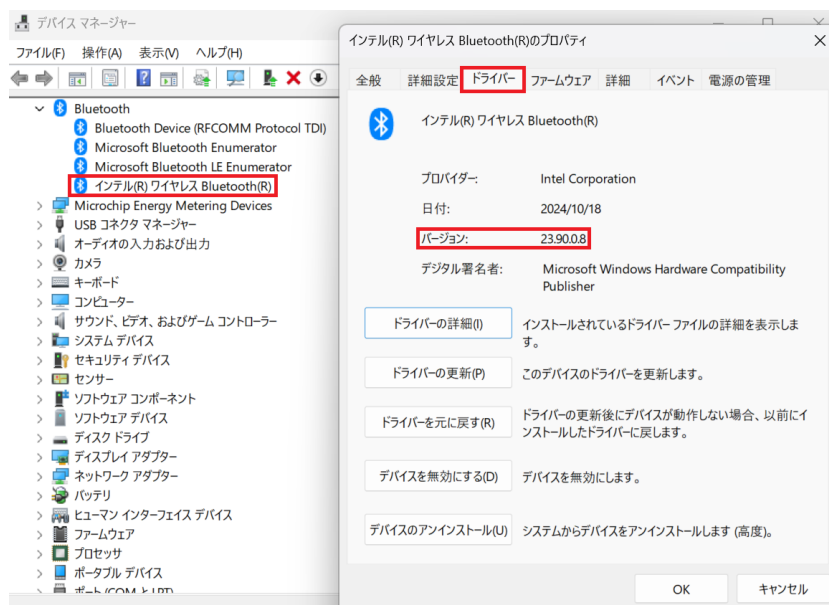 デバイス マネージャー
ファイル(F) 操作(A) 表示(V) ヘルプ(H)
Bluetooth
Bluetooth Device (RFCOMM Protocol TDI)
Microsoft Bluetooth Enumerator
Microsoft Bluetooth LE Enumerator
インテル(R) ワイヤレス Bluetooth(R)
Microchip Energy Metering Devices
USB コネクタ マネージャー
オーディオの入力および出力
カメラ
キーボード
コンピューター
サウンド、ビデオ、およびゲーム コントローラー
システム デバイス
セキュリティ デバイス
センサー
ソフトウェア コンポーネント
ソフトウェア デバイス
ディスク ドライブ
ディスプレイ アダプター
ネットワーク アダプター
バッテリ
ヒューマン インターフェイス デバイス
ファームウェア
プロセッサ
ポータブル デバイス
ポート (COM と LPT)
インテル(R) ワイヤレス Bluetooth(R)のプロパティ
全般 詳細設定 ドライバー ファームウェア 詳細 イベント 電源の管理
インテル(R) ワイヤレス Bluetooth(R)
プロバイダー: Intel Corporation
日付: 2024/10/18
バージョン: 23.90.0.8
デジタル署名者: Microsoft Windows Hardware Compatibility
Publisher
ドライバーの詳細(I) インストールされているドライバー ファイルの詳細を表示しま
す。
ドライバーの更新(P) このデバイスのドライバーを更新します。
ドライバーを元に戻す(R) ドライバーの更新後にデバイスが動作しない場合、以前にイ
ンストールしたドライバーに戻します。
デバイスを無効にする(D) デバイスを無効にします。
デバイスのアンインストール(U) システムからデバイスをアンインストールします (高度)。
OK キャンセル